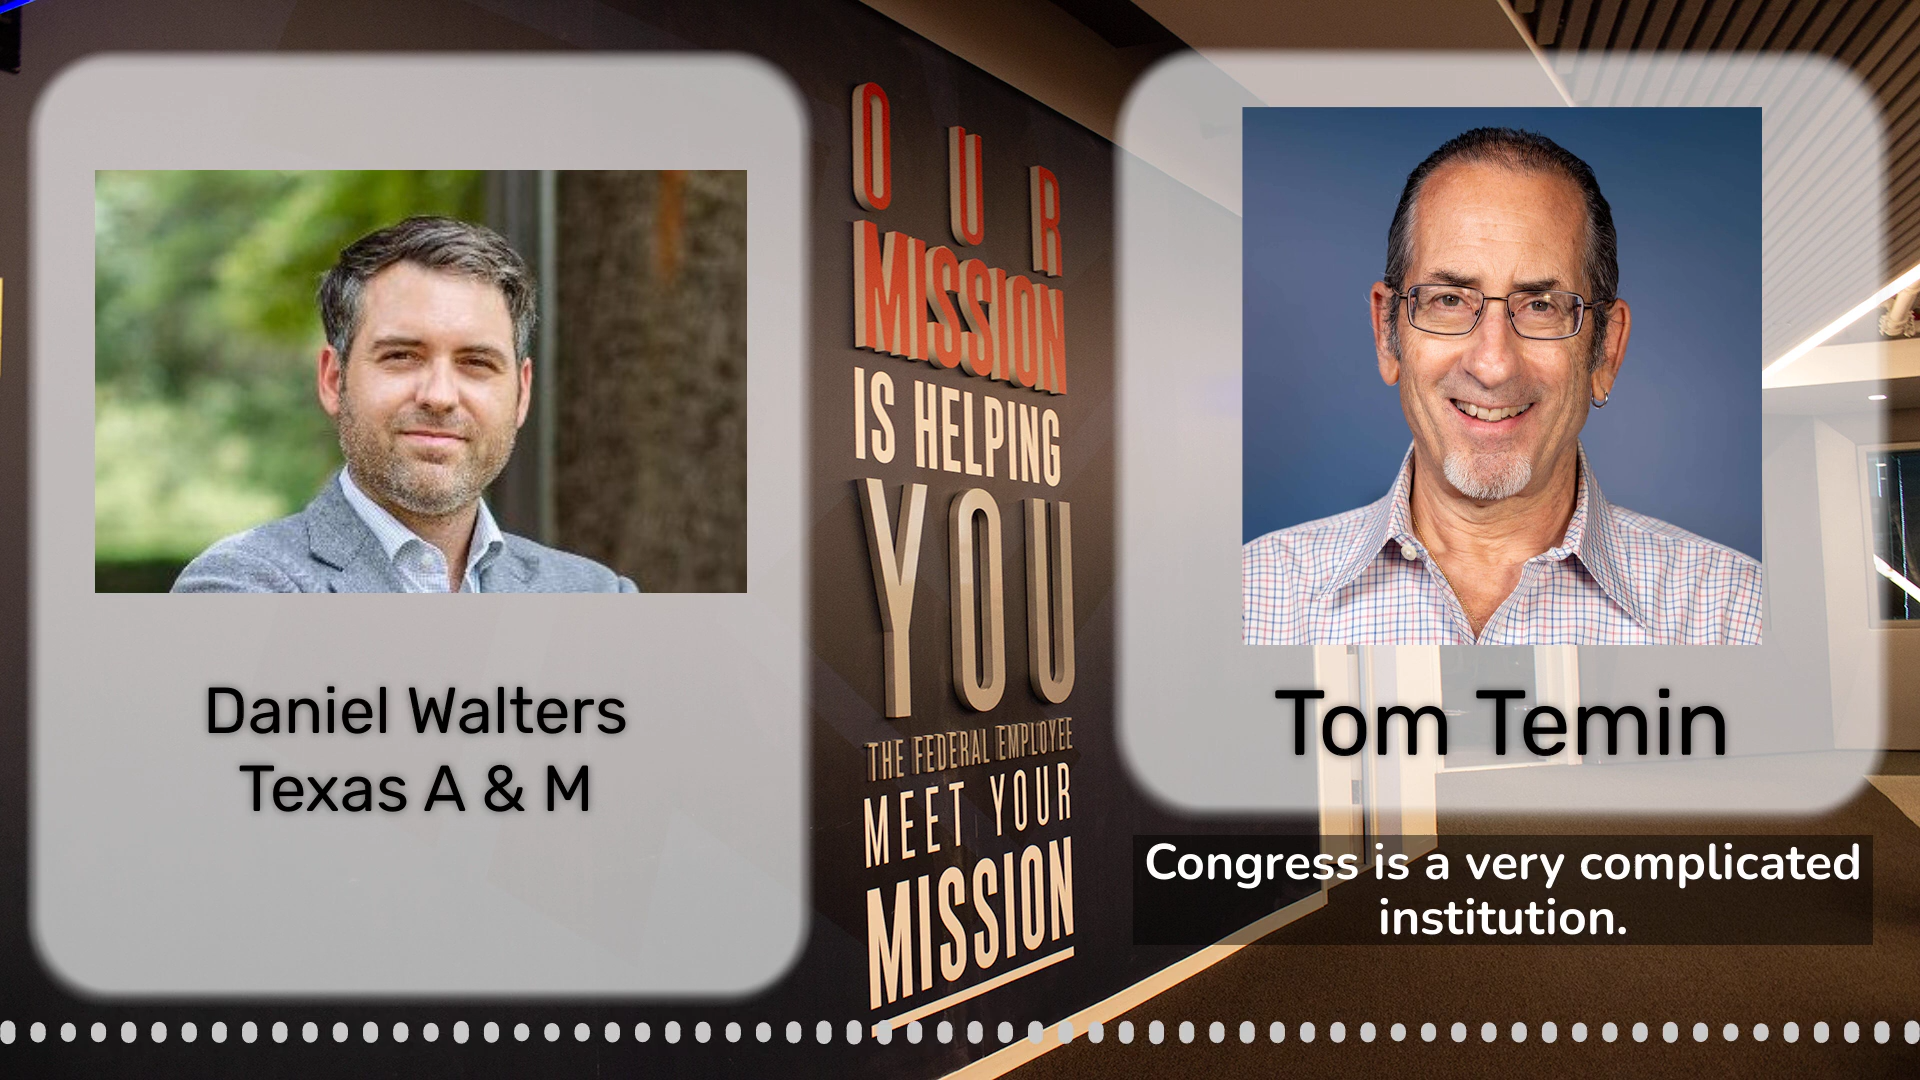 Daniel Walters
Texas A & M
OUR
MISSION
IS HELPING
YOU
THE FEDERAL EMPLOYEE
MEET YOUR
MISSION
Tom Temin
Congress is a very complicated
institution.